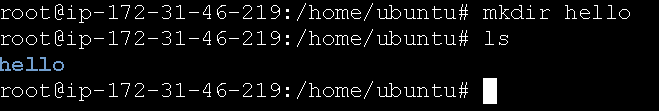 root@ip-172-31-46-219:/home/ubuntu# mkdir hello
root@ip-172-31-46-219:/home/ubuntu# ls
hello
root@ip-172-31-46-219:/home/ubuntu#